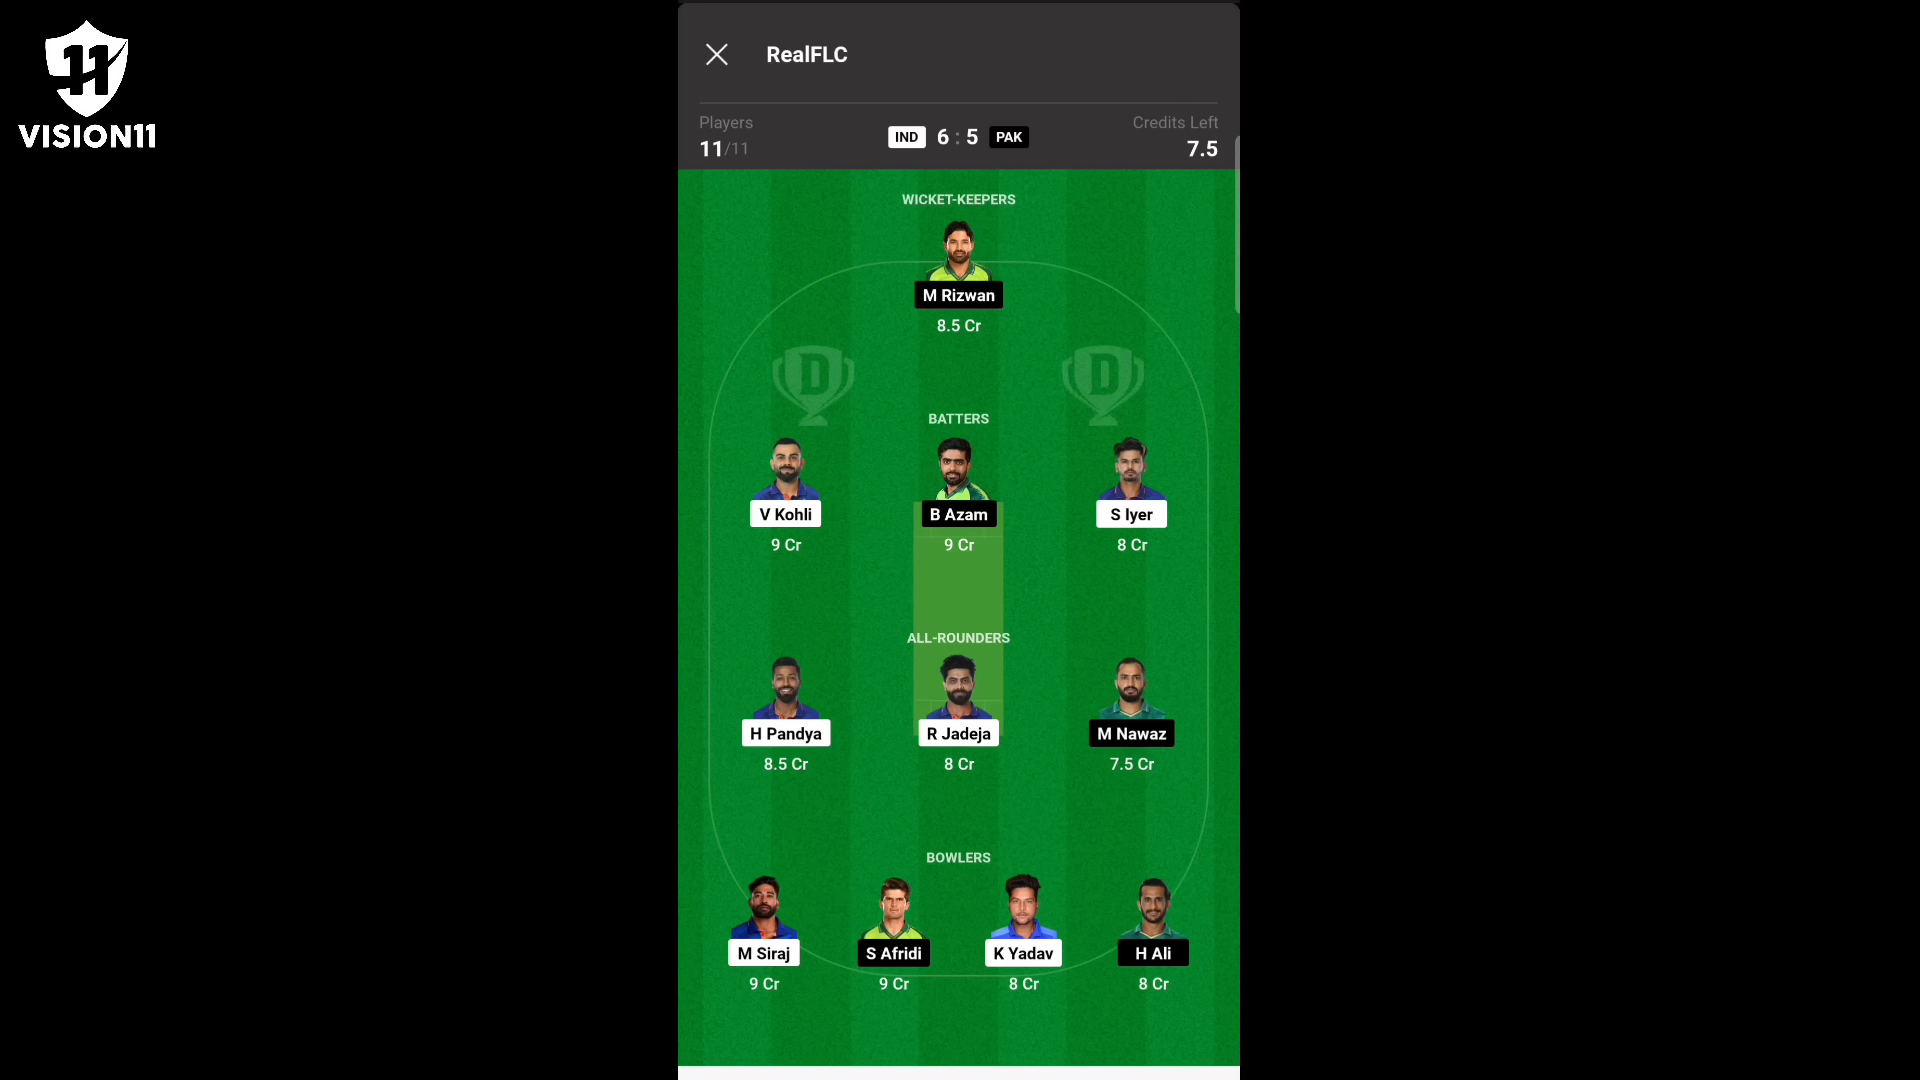 VISION11
RealFLC
Players
11/11
IND 6 : 5 PAK
Credits Left
7.5
WICKET-KEEPERS
M Rizwan
8.5 Cr
D D
BATTERS
V Kohli B Azam S Iyer
9 Cr 9 Cr 8 Cr
ALL-ROUNDERS
H Pandya R Jadeja M Nawaz
8.5 Cr 8 Cr 7.5 Cr
BOWLERS
M Siraj S Afridi K Yadav H Ali
9 Cr 9 Cr 8 Cr 8 Cr